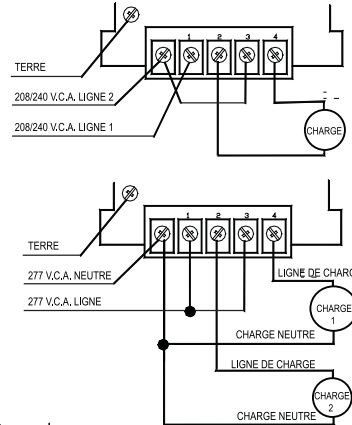 1 2 3 4
TERRE
208/240 V.C.A. LIGNE 2
208/240 V.C.A. LIGNE 1
CHARGE
1 2 3 4
TERRE
277 V.C.A. NEUTRE
LIGNE DE CHARG
277 V.C.A. LIGNE
CHARGE
1
CHARGE NEUTRE
LIGNE DE CHARGE
CHARGE
2
CHARGE NEUTRE